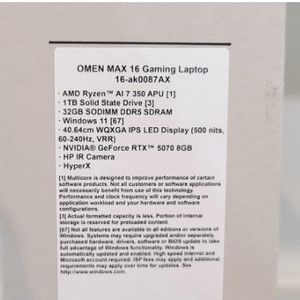 OMEN MAX 16 Gaming Laptop
16-ak0087AX
· AMD Ryzen™ AI 7 350 APU [1]
· 1TB Solid State Drive [3]
· 32GB SODIMM DDR5 SDRAM
· Windows 11 [67]
· 40.64cm WQXGA IPS LED Display (500 nits,
60-240Hz, VRR)
· NVIDIA® GeForce RTX™ 5070 8GB
· HP IR Camera
· HyperX
[1] Multicore is designed to improve performance of certain
software products. Not all customers or software applications
will necessarily benefit from use of this technology.
Performance and clock frequency will vary depending on
application workload and your hardware and software
configurations.
[3] Actual formatted capacity is less. Portion of internal
storage is reserved for preloaded content.
[67] Not all features are available in all editions or versions of
Windows. Systems may require upgraded and/or separately
purchased hardware, drivers, software or BIOS update to take
full advantage of Windows functionality. Windows is
automatically updated and enabled. High speed internet and
Microsoft account required. ISP fees may apply and additional
requirements may apply over time for updates. See
http://www.windows.com.